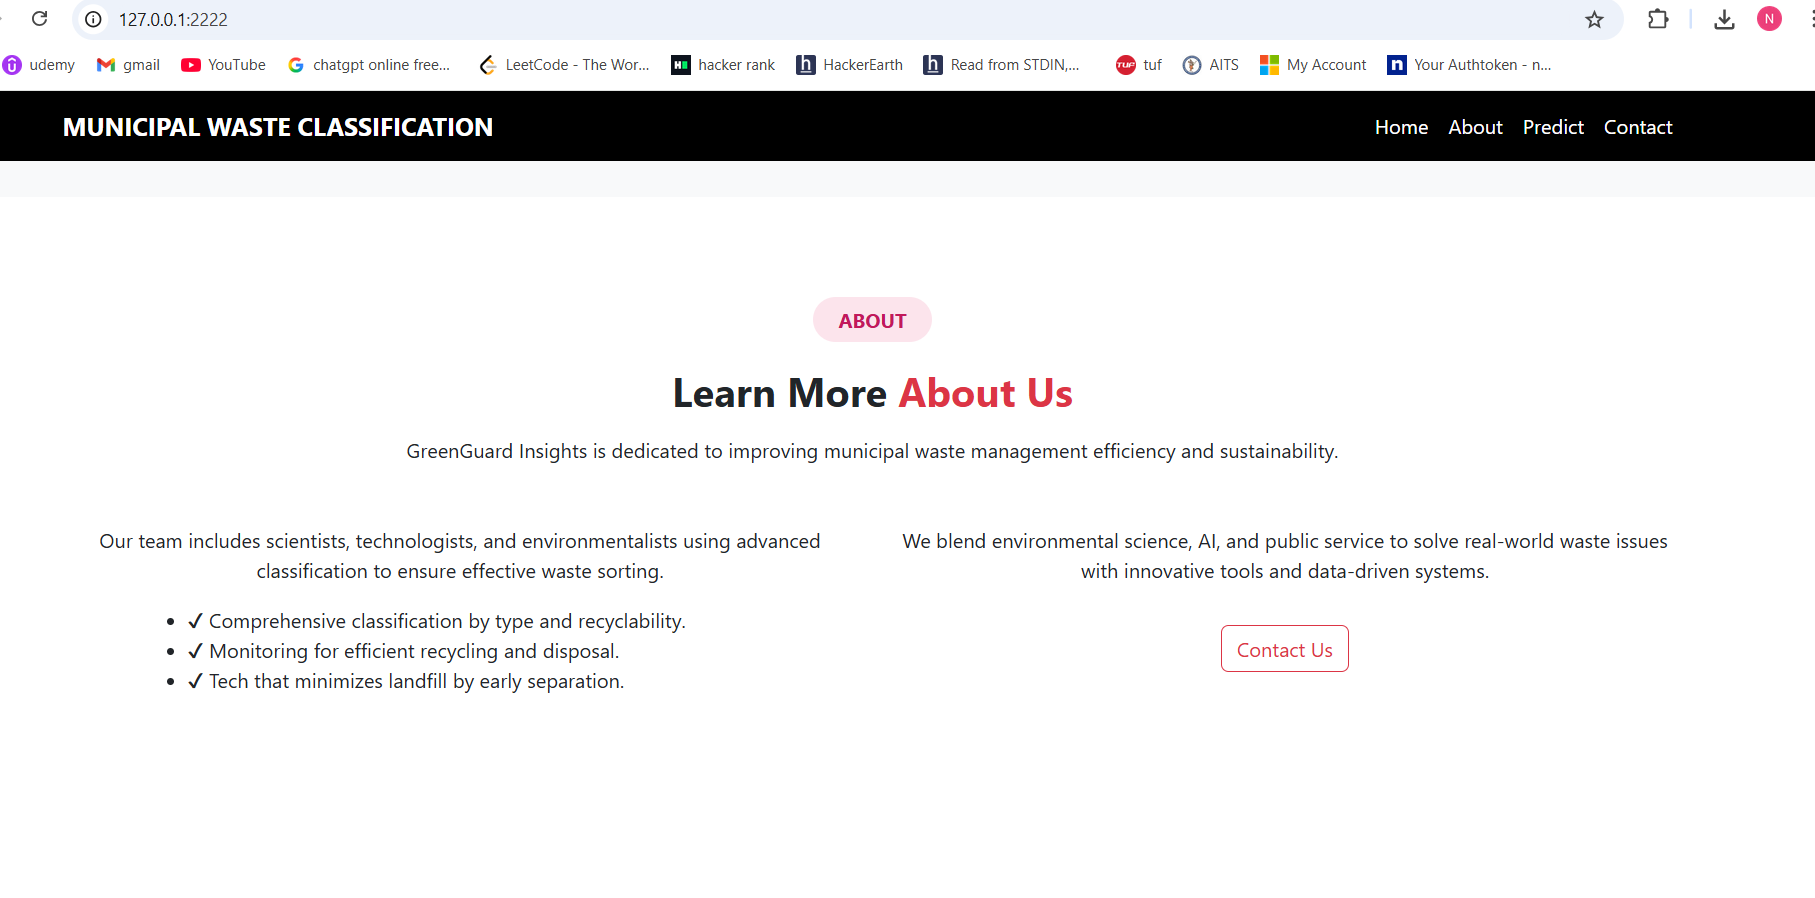 127.0.0.1:2222
N
udemy gmail YouTube chatgpt online free... LeetCode - The Wor... hacker rank HackerEarth Read from STDIN,... tuf AITS My Account Your Authtoken - n...
MUNICIPAL WASTE CLASSIFICATION Home About Predict Contact
ABOUT
Learn More About Us
GreenGuard Insights is dedicated to improving municipal waste management efficiency and sustainability.
Our team includes scientists, technologists, and environmentalists using advanced
classification to ensure effective waste sorting.
• ✓ Comprehensive classification by type and recyclability.
• ✓ Monitoring for efficient recycling and disposal.
• ✓ Tech that minimizes landfill by early separation.
We blend environmental science, AI, and public service to solve real-world waste issues
with innovative tools and data-driven systems.
Contact Us